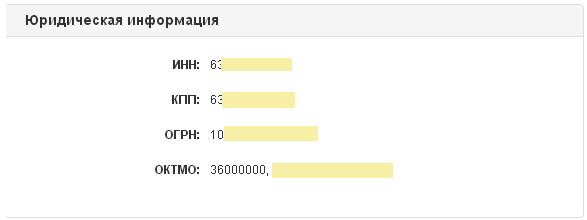 Юридическая информация
ИНН: 63
КПП: 63
ОГРН: 10
ОКТМО: 36000000,